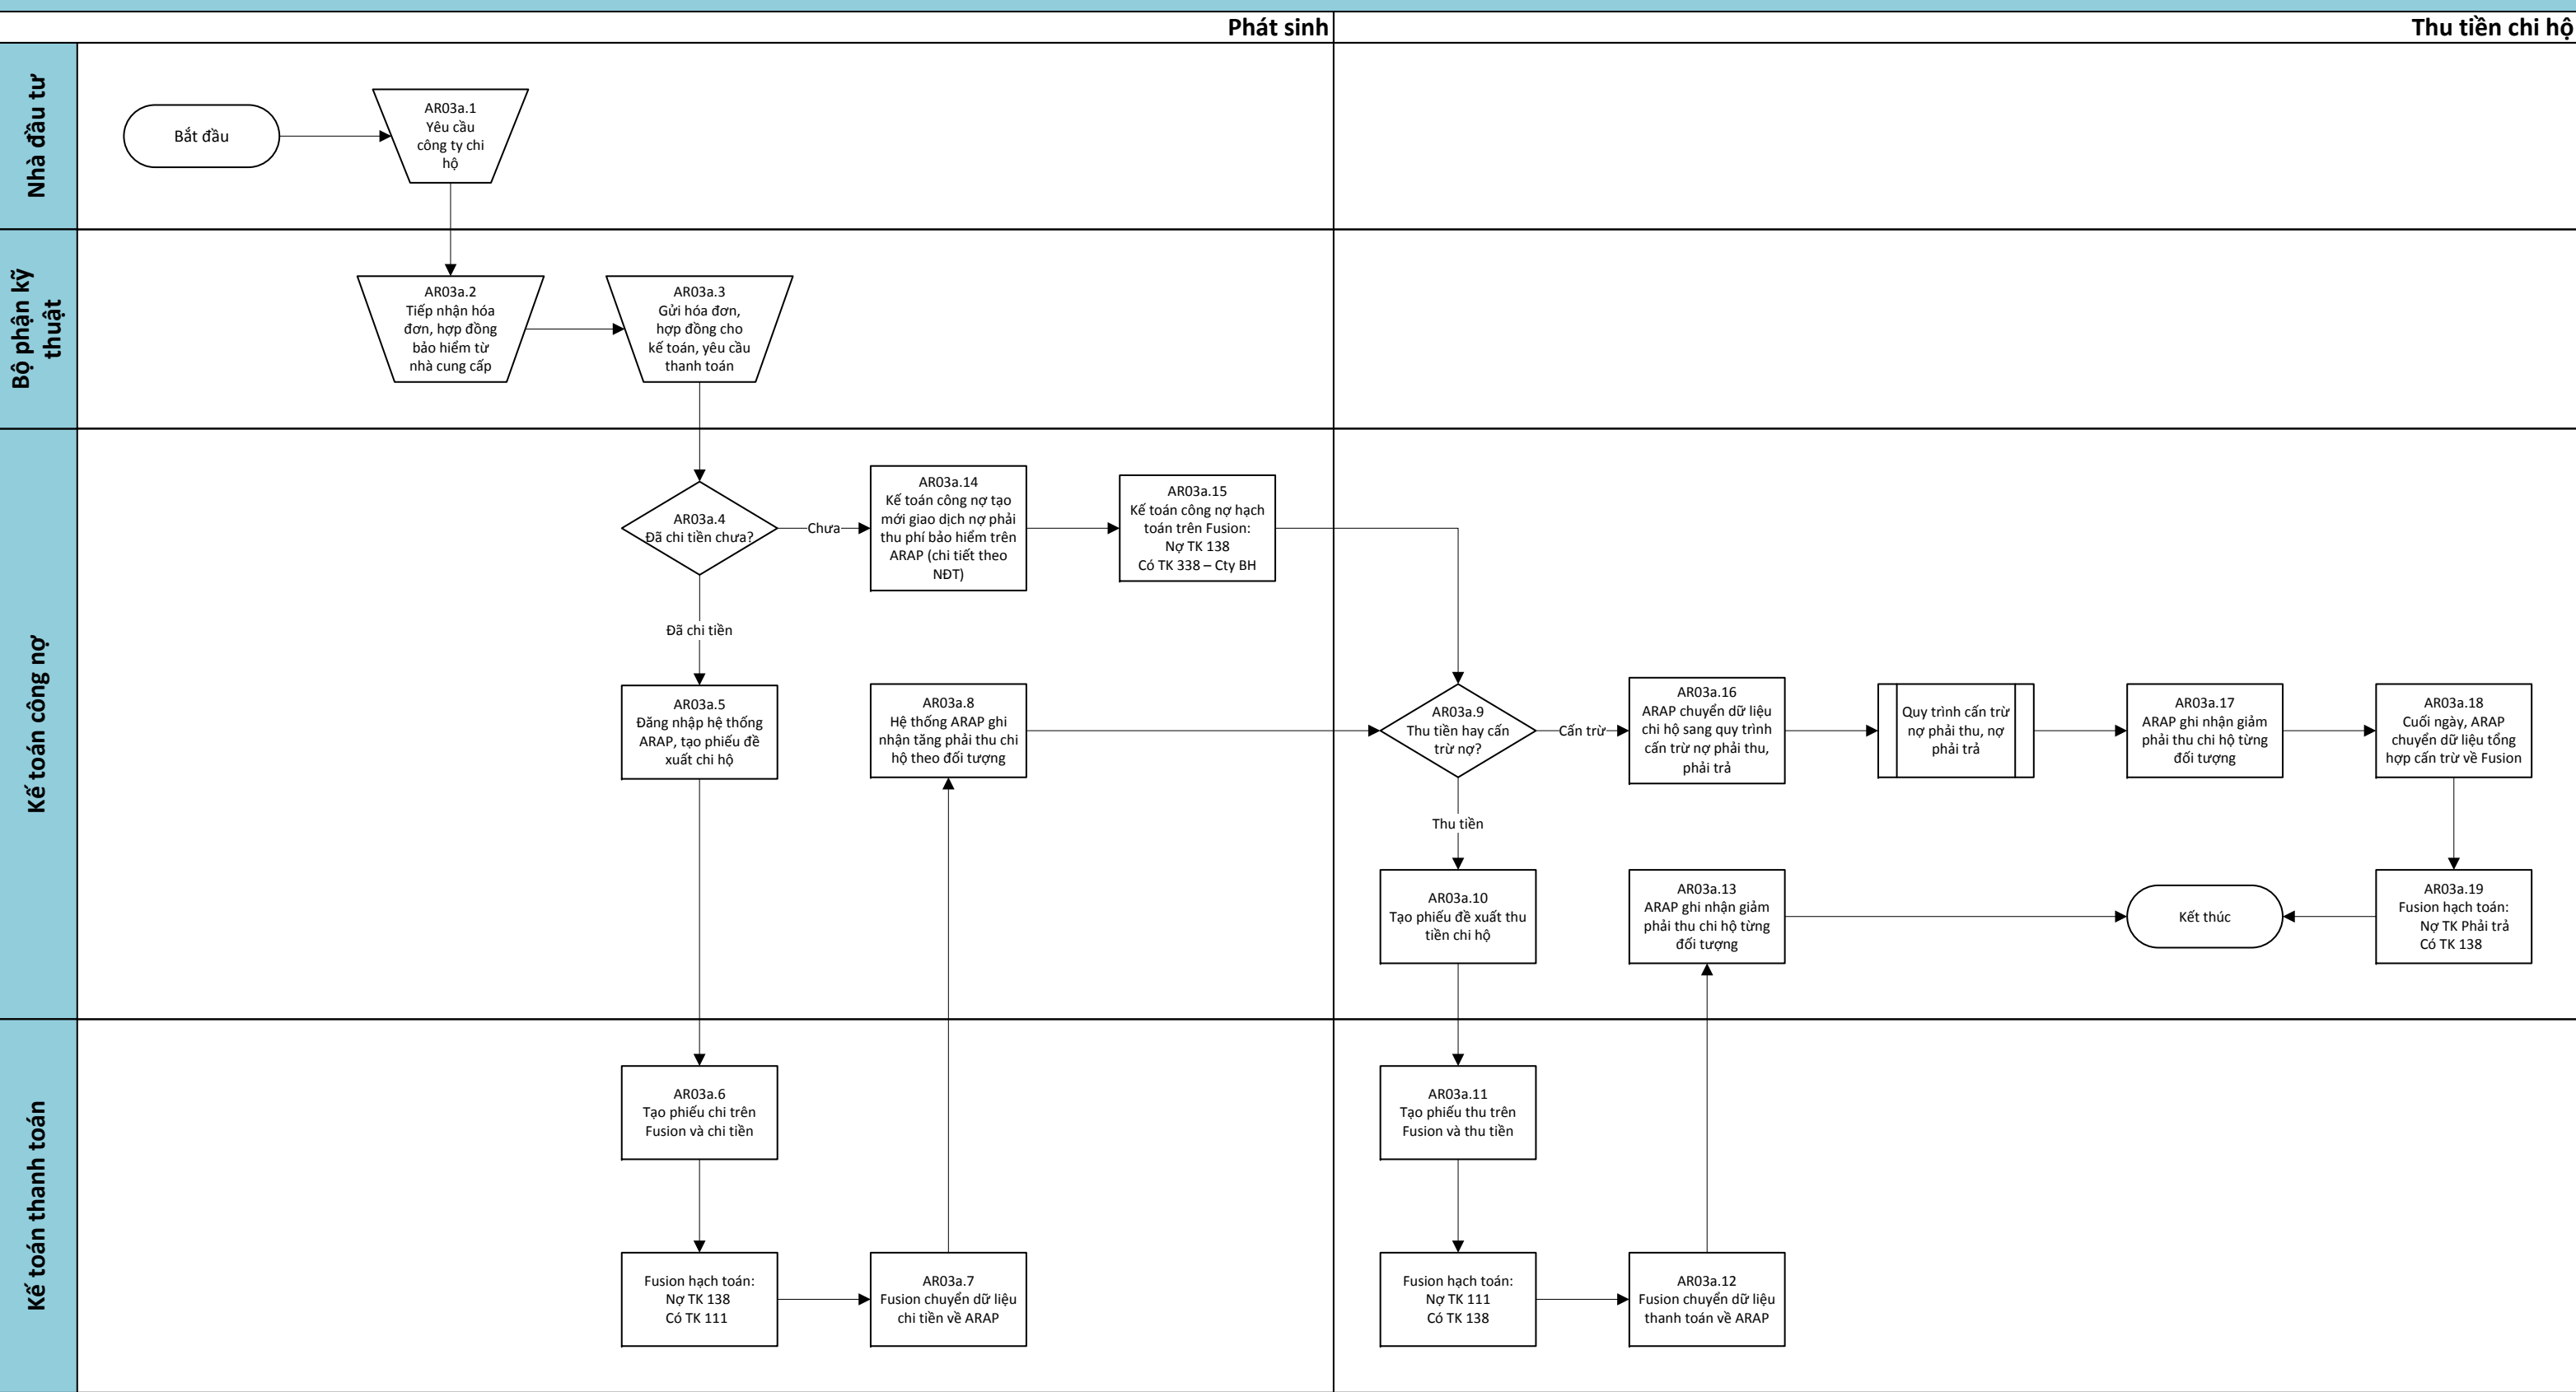 Phát sinh
Thu tiền chi hộ
Nhà đầu tư
Bắt đầu
AR03a.1
Yêu cầu
công ty chi
hộ
Bộ phận kỹ
thuật
AR03a.2
Tiếp nhận hóa
đơn, hợp đồng
bảo hiểm từ
nhà cung cấp
AR03a.3
Gửi hóa đơn,
hợp đồng cho
kế toán, yêu cầu
thanh toán
Kế toán công nợ
AR03a.4
Đã chi tiền chưa?
Chưa
AR03a.14
Kế toán công nợ tạo
mới giao dịch nợ phải
thu phí bảo hiểm trên
ARAP (chi tiết theo
NĐT)
AR03a.15
Kế toán công nợ hạch
toán trên Fusion:
Nợ TK 138
Có TK 338 – Cty BH
Đã chi tiền
AR03a.5
Đăng nhập hệ thống
ARAP, tạo phiếu đề
xuất chi hộ
AR03a.8
Hệ thống ARAP ghi
nhận tăng phải thu chi
hộ theo đối tượng
AR03a.9
Thu tiền hay cấn
trừ nợ?
Cấn trừ
AR03a.16
ARAP chuyển dữ liệu
chi hộ sang quy trình
cấn trừ nợ phải thu,
phải trả
Quy trình cấn trừ
nợ phải thu, nợ
phải trả
AR03a.17
ARAP ghi nhận giảm
phải thu chi hộ từng
đối tượng
AR03a.18
Cuối ngày, ARAP
chuyển dữ liệu tổng
hợp cấn trừ về Fusion
Thu tiền
AR03a.10
Tạo phiếu đề xuất thu
tiền chi hộ
AR03a.13
ARAP ghi nhận giảm
phải thu chi hộ từng
đối tượng
Kết thúc
AR03a.19
Fusion hạch toán:
Nợ TK Phải trả
Có TK 138
Kế toán thanh toán
AR03a.6
Tạo phiếu chi trên
Fusion và chi tiền
AR03a.11
Tạo phiếu thu trên
Fusion và thu tiền
Fusion hạch toán:
Nợ TK 138
Có TK 111
AR03a.7
Fusion chuyển dữ liệu
chi tiền về ARAP
Fusion hạch toán:
Nợ TK 111
Có TK 138
AR03a.12
Fusion chuyển dữ liệu
thanh toán về ARAP